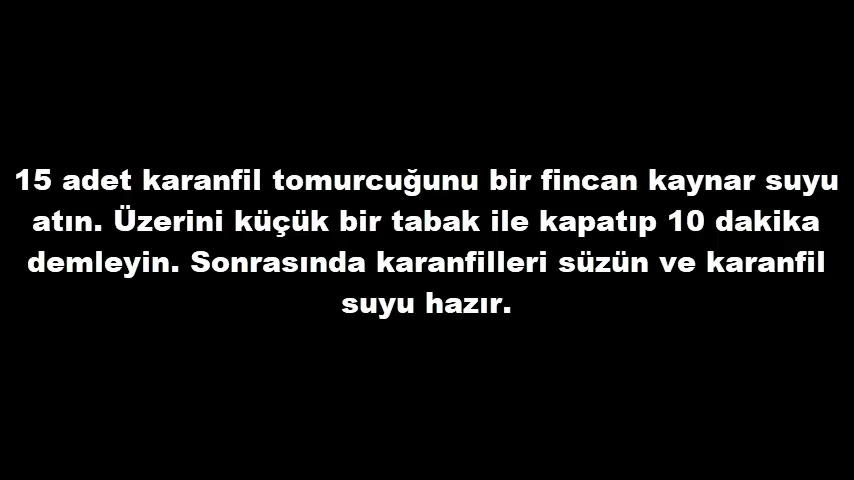 15 adet karanfil tomurcuğunu bir fincan kaynar suyu
atın. Üzerini küçük bir tabak ile kapatıp 10 dakika
demleyin. Sonrasında karanfilleri süzün ve karanfil
suyu hazır.